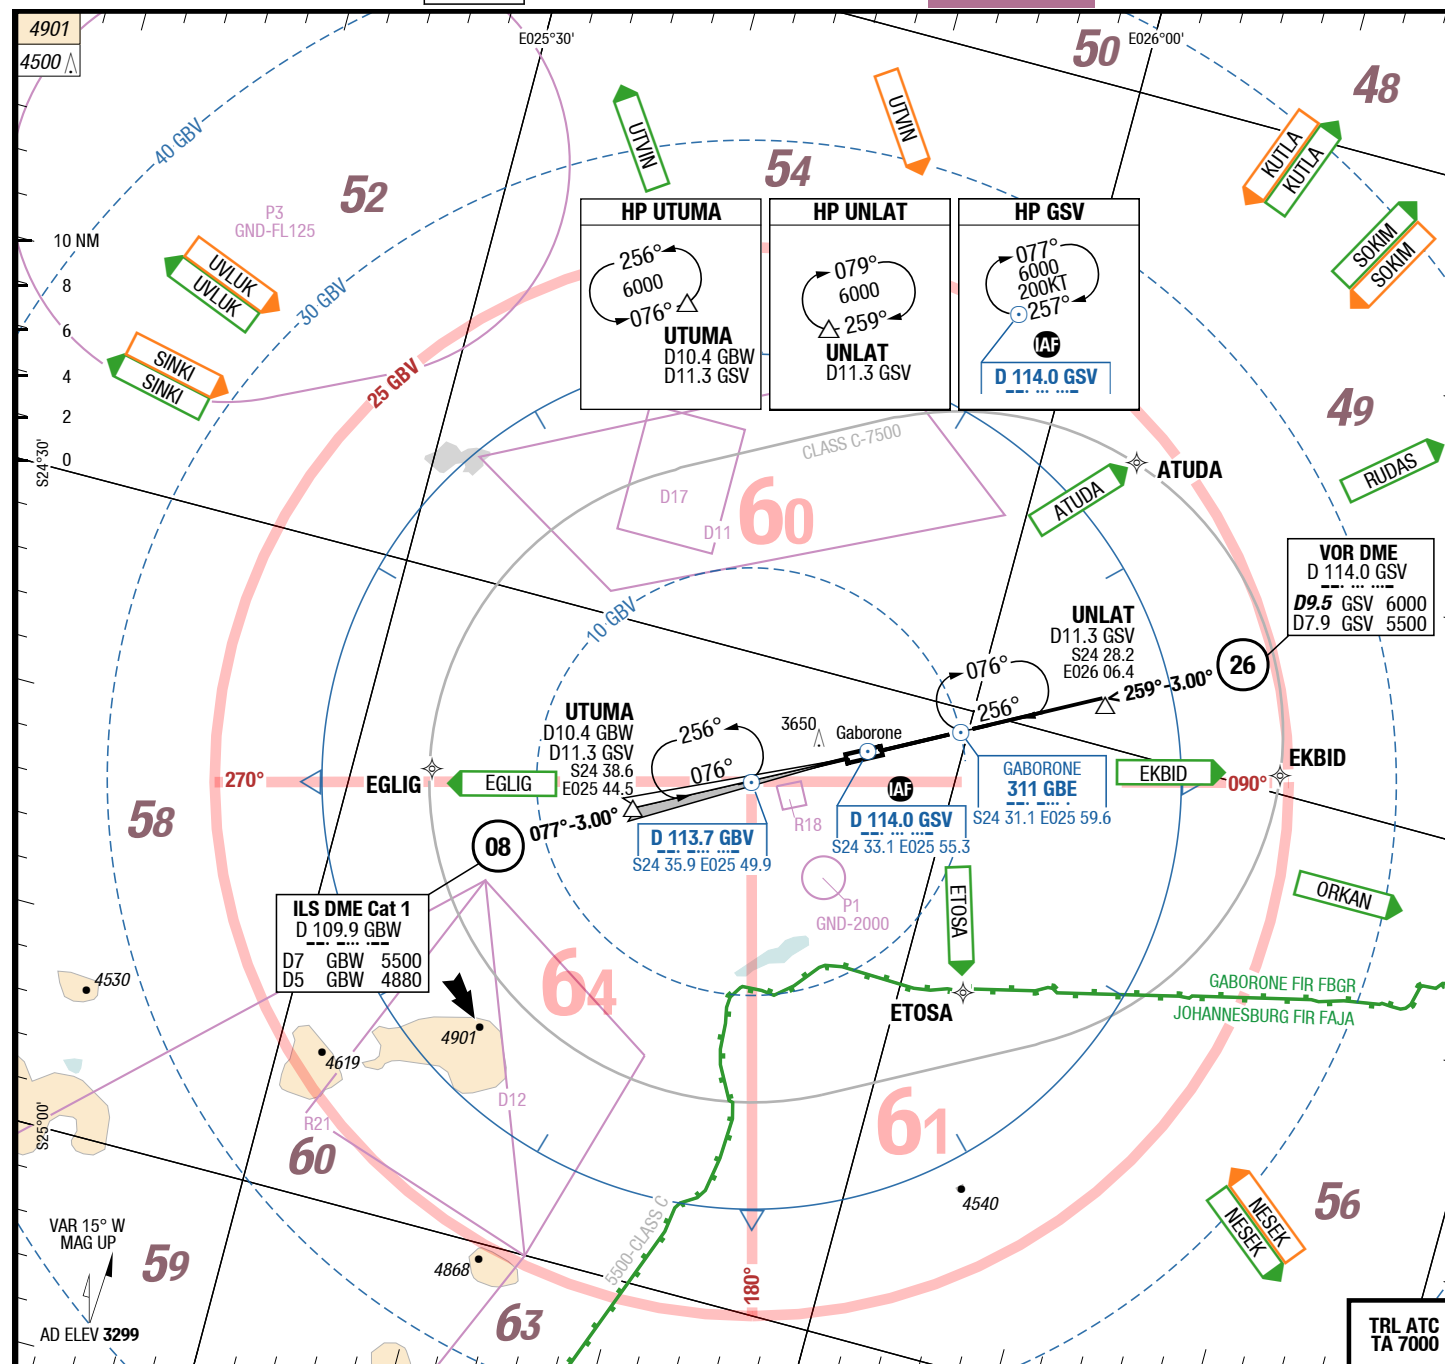 4901
4500
E025°30'
E026°00'
50
48
40 GBV
UTVIN
UTVIN
KUTLA
KUTLA
54
52
P3
GND-FL125
SOKIM
SOKIM
10 NM
8
6
4
2
0
S24°30'
UVLUK
UVLUK
30 GBV
SINKI
SINKI
25 GBV
HP UTUMA
256°
6000
076°
UTUMA
D10.4 GBW
D11.3 GSV
HP UNLAT
079°
6000
259°
UNLAT
D11.3 GSV
HP GSV
077°
6000
200KT
257°
IAF
D 114.0 GSV
49
CLASS C-7500
ATUDA
ATUDA
RUDAS
D17
D11
60
VOR DME
D 114.0 GSV
D9.5 GSV 6000
D7.9 GSV 5500
10 GBV
UNLAT
D11.3 GSV
S24 28.2
E026 06.4
26
259°-3.00°
076°
256°
UTUMA
D10.4 GBW
D11.3 GSV
S24 38.6
E025 44.5
256°
076°
3650
Gaborone
270°
EGLIG
EGLIG
GABORONE
311 GBE
S24 31.1 E025 59.6
EKBID
EKBID
090°
IAF
R18
58
08
077°-3.00°
D 113.7 GBV
S24 35.9 E025 49.9
D 114.0 GSV
S24 33.1 E025 55.3
P1
GND-2000
ETOSA
ORKAN
ILS DME Cat 1
D 109.9 GBW
D7 GBW 5500
D5 GBW 4880
4530
64
ETOSA
GABORONE FIR FBGR
JOHANNESBURG FIR FAJA
4901
4619
D12
R21
S25°00'
60
61
4540
56
NESEK
NESEK
VAR 15° W
MAG UP
59
4868
5500-CLASS C
180°
63
AD ELEV 3299
TRL ATC
TA 7000